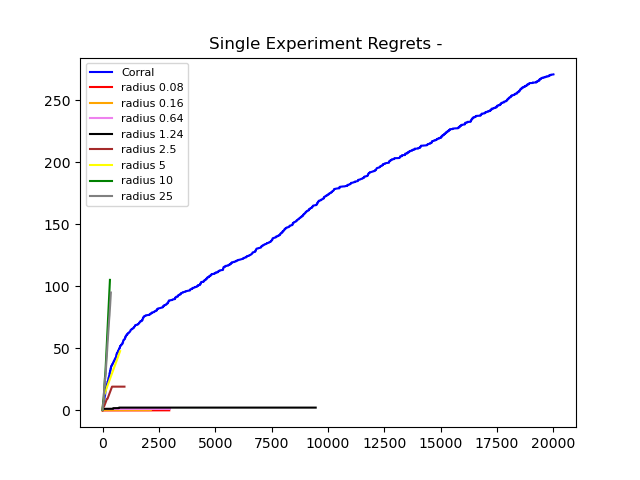 Single Experiment Regrets -
Corral
radius 0.08
radius 0.16
radius 0.64
radius 1.24
radius 2.5
radius 5
radius 10
radius 25
250
200
150
100
50
0
0 2500 5000 7500 10000 12500 15000 17500 20000